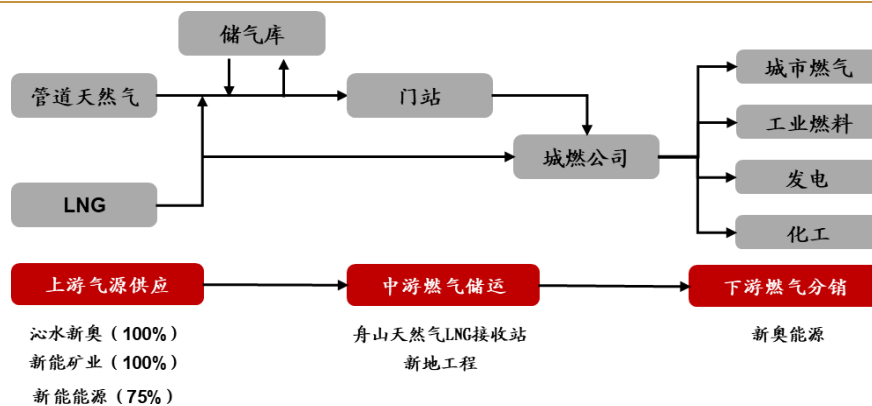 储气库
管道天然气
门站
城市燃气
工业燃料
城燃公司
发电
LNG
化工
上游气源供应
中游燃气储运
下游燃气分销
沁水新奥（100%）
舟山天然气LNG接收站
新奥能源
新能矿业（100%）
新地工程
新能能源（75%）